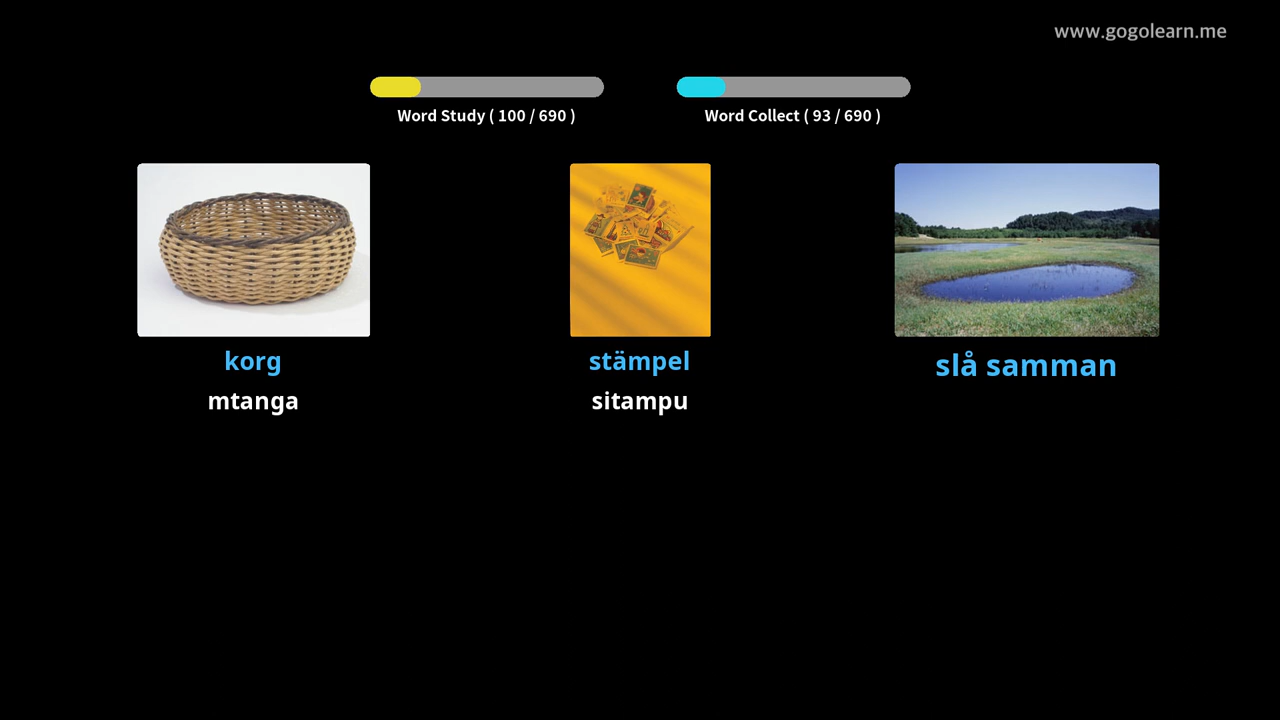 www.gogolearn.me
Word Study ( 100 / 690 )
Word Collect ( 93 / 690 )
korg
mtanga
stämpel
sitampu
slå samman